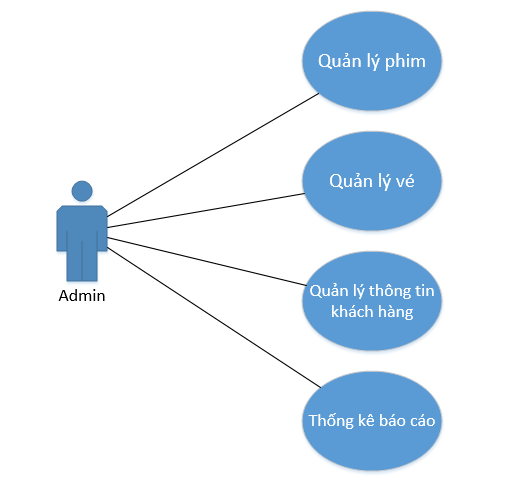 Quản lý phim
Quản lý vé
Quản lý thông tin
khách hàng
Thống kê báo cáo
Admin